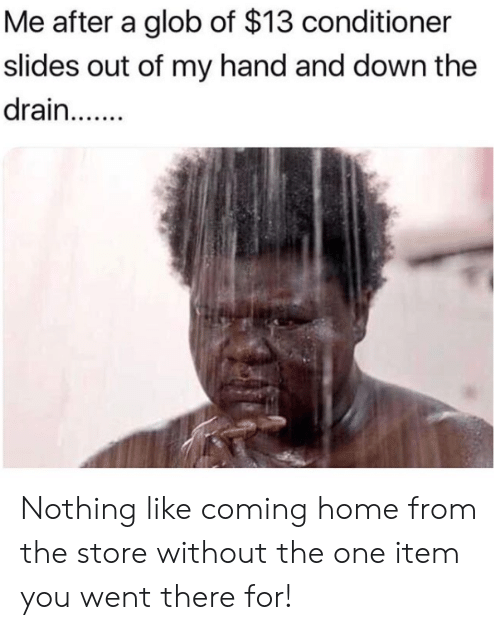 Me after a glob of $13 conditioner
slides out of my hand and down the
drain.......
Nothing like coming home from
the store without the one item
you went there for!